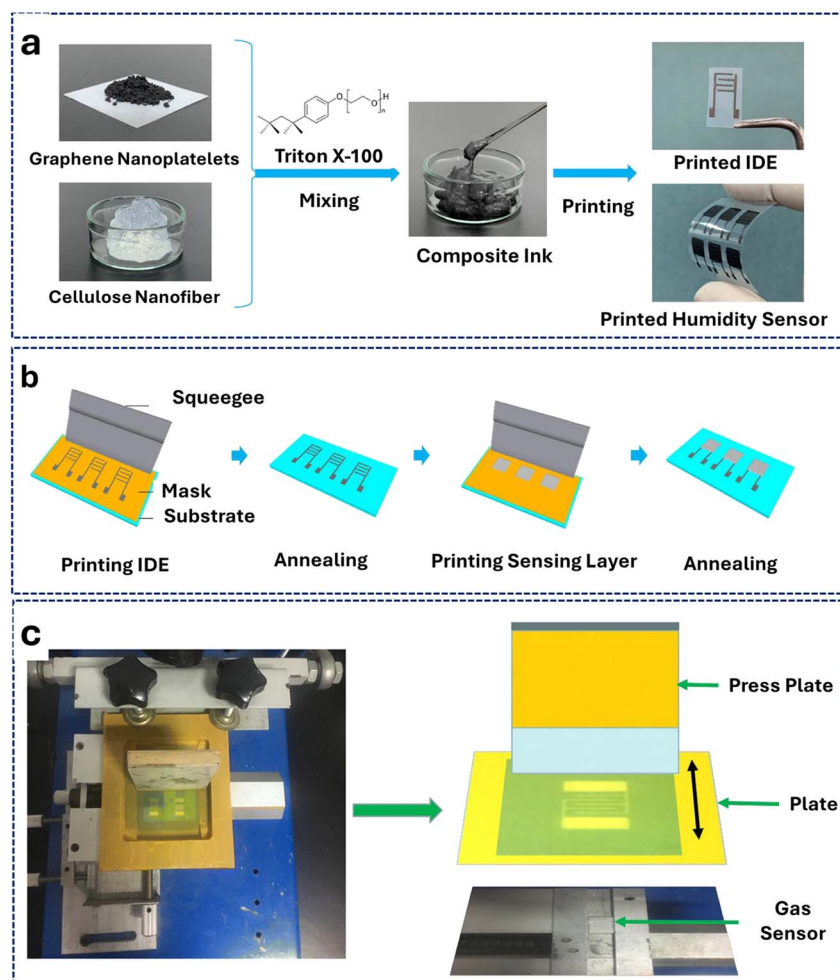 a
Graphene Nanoplatelets
Cellulose Nanofiber
O
O
H
n
Triton X-100
Mixing
Composite Ink
Printing
Printed IDE
Printed Humidity Sensor
b
Squeegee
Mask
Substrate
Printing IDE
Annealing
Printing Sensing Layer
Annealing
c
Press Plate
Plate
Gas
Sensor